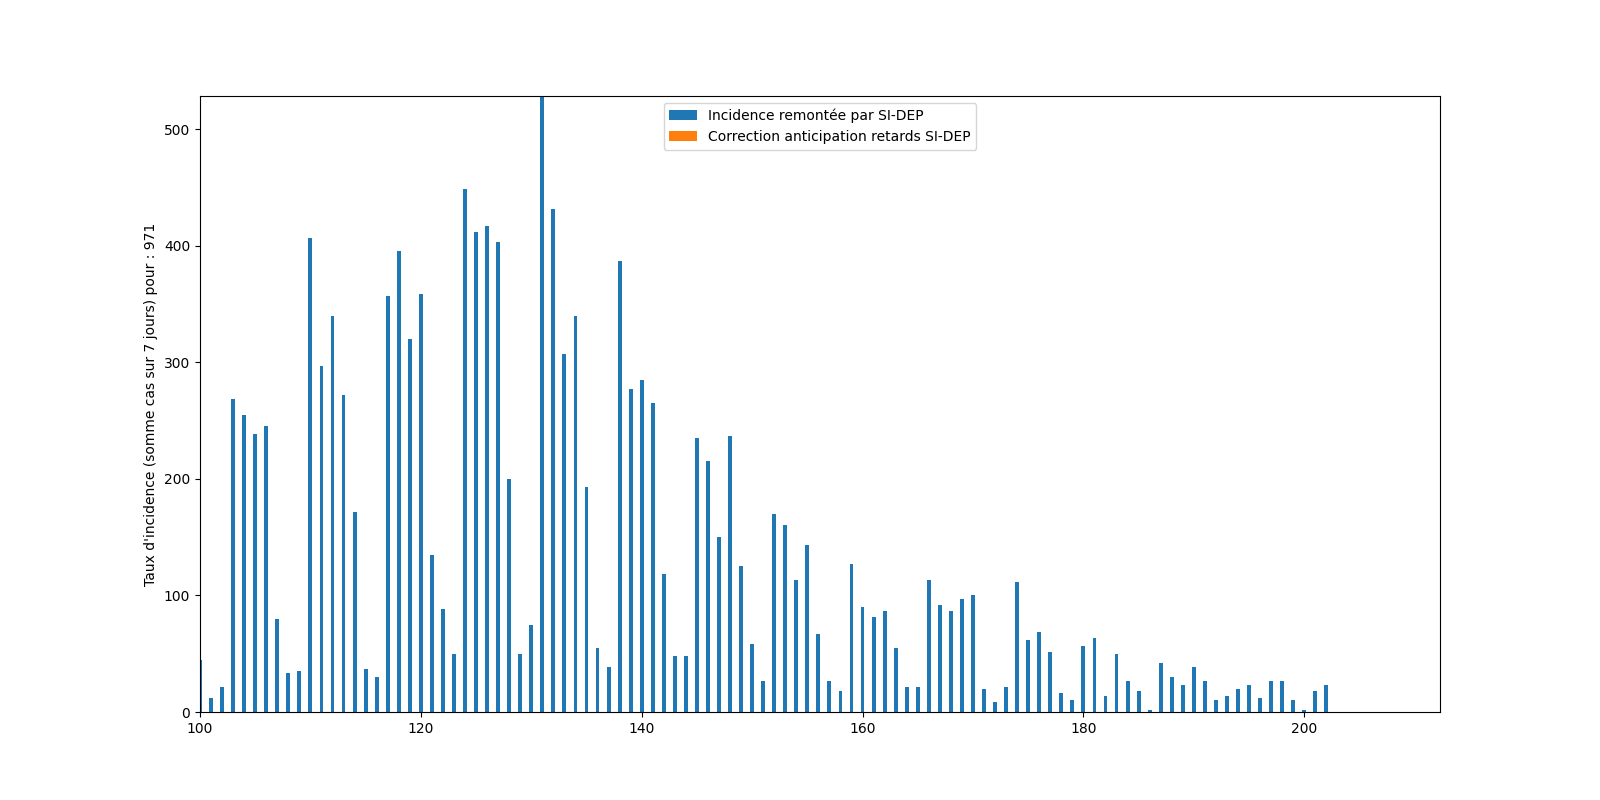 Incidence remontée par SI-DEP
Correction anticipation retards SI-DEP
Taux d'incidence (somme cas sur 7 jours) pour : 971
500
400
300
200
100
0
100 120 140 160 180 200